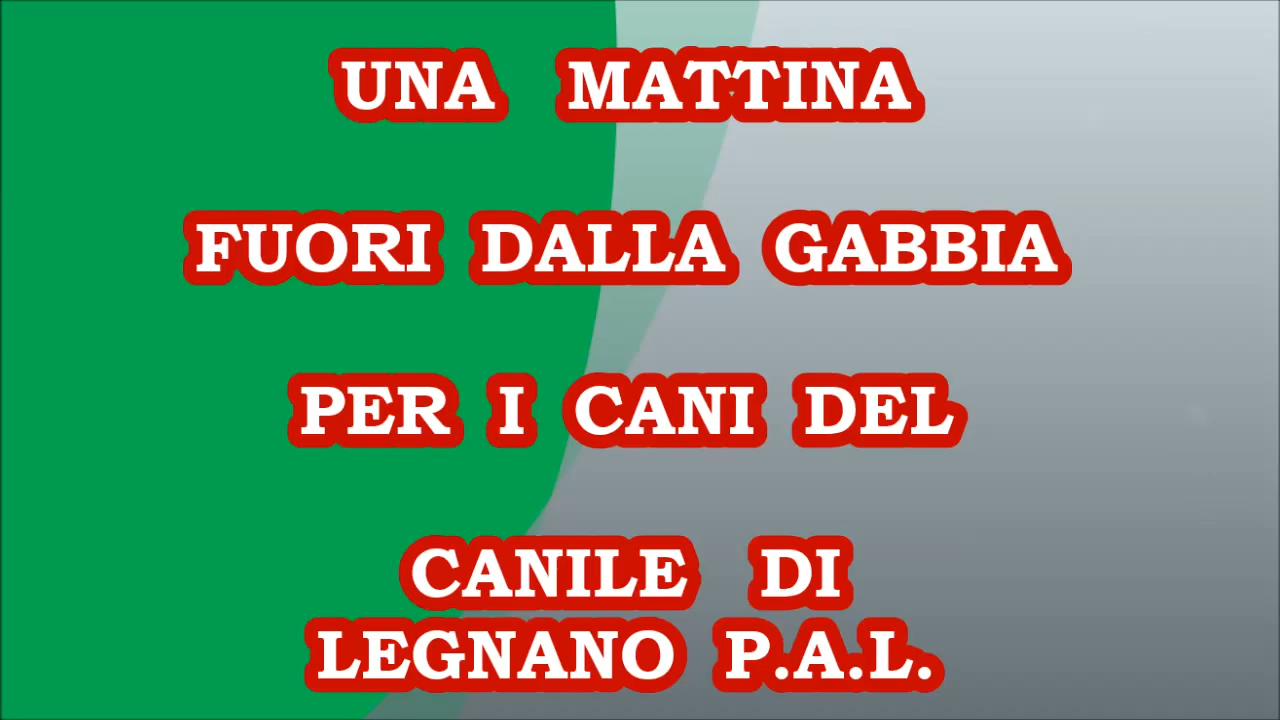 UNA MATTINA
FUORI DALLA GABBIA
PER I CANI DEL
CANILE DI
LEGNANO P.A.L.